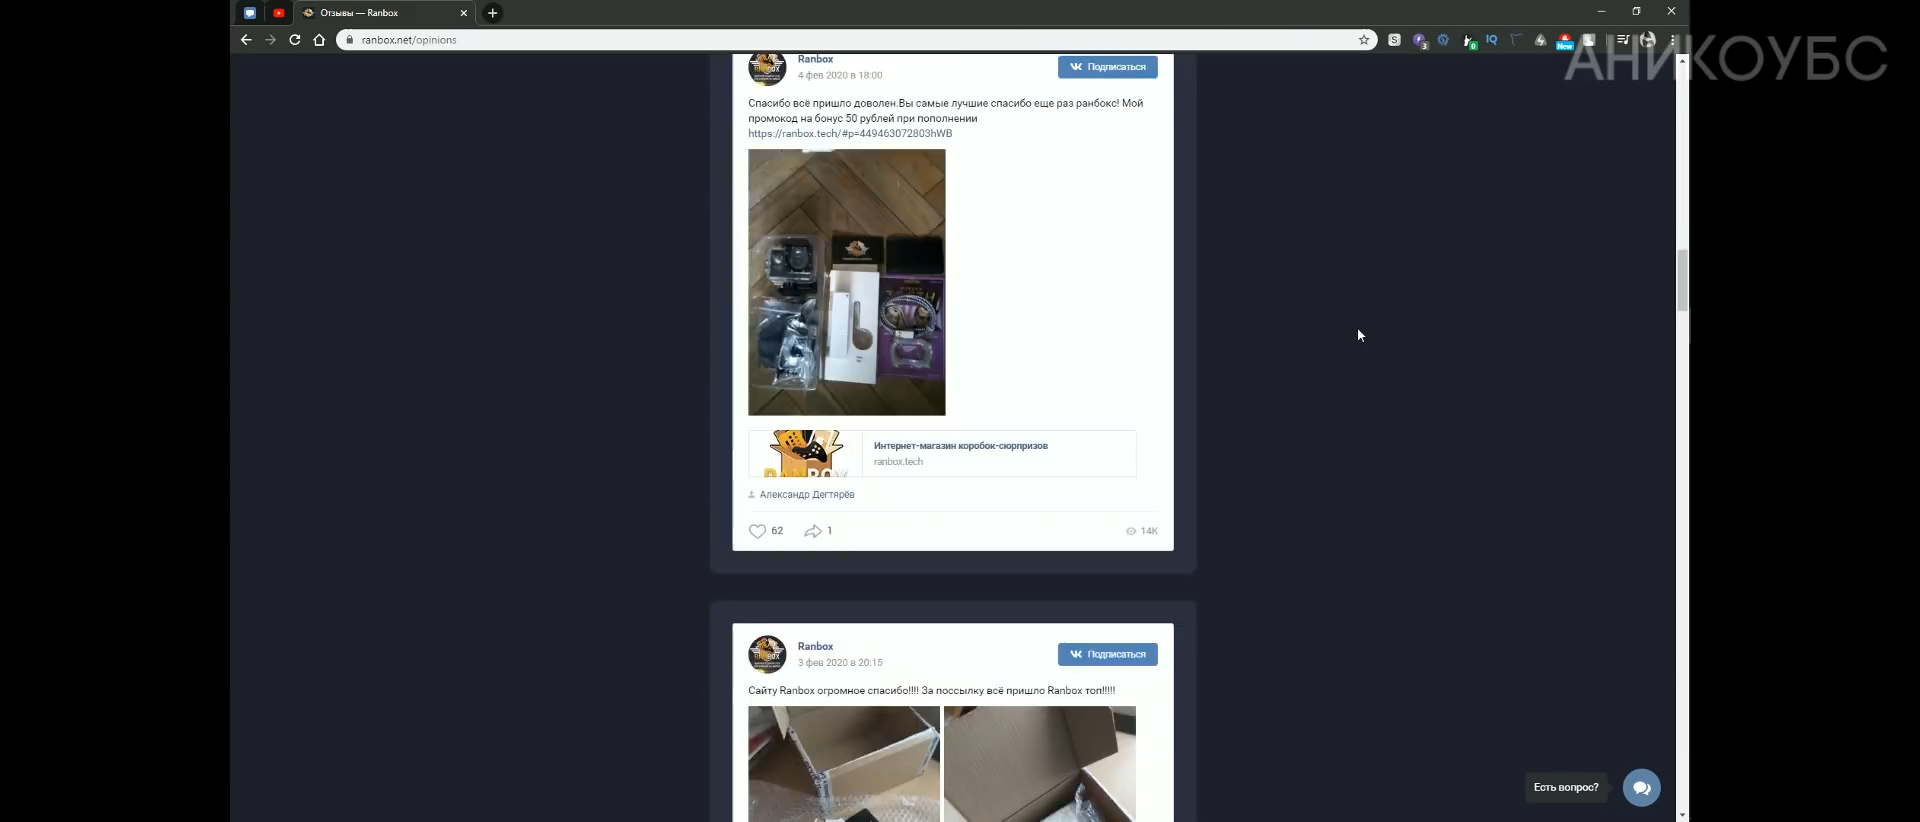 Отзывы — Ranbox
ranbox.net/opinions
АНИКОУБС
Ranbox
4 фев 2020 в 18:00
Подписаться
Спасибо всё пришло доволен.Вы самые лучшие спасибо еще раз ранбокс! Мой
промокод на бонус 50 рублей при пополнении
https://ranbox.tech/#p=449463072803hWB
RANBOX
Интернет-магазин коробок-сюрпризов
ranbox.tech
Александр Дегтярёв
62
1
14K
Ranbox
3 фев 2020 в 20:15
Подписаться
Сайту Ranbox огромное спасибо!!!! За поссылку всё пришло Ranbox топ!!!!!
Есть вопрос?